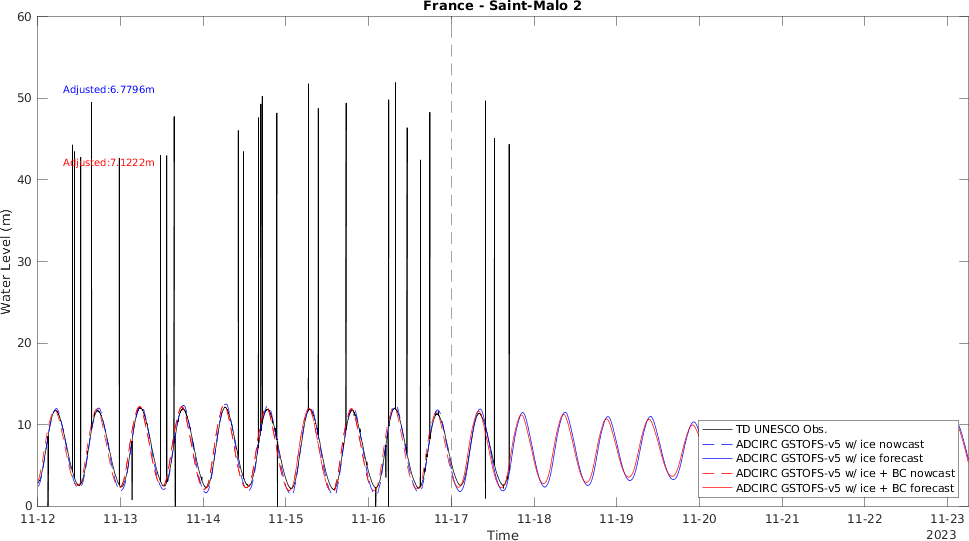 France - Saint-Malo 2
60
50
40
30
20
10
0
Water Level (m)
Adjusted:6.7796m
Adjusted:7.1222m
TD UNESCO Obs.
ADCIRC GSTOFS-v5 w/ ice nowcast
ADCIRC GSTOFS-v5 w/ ice forecast
ADCIRC GSTOFS-v5 w/ ice + BC nowcast
ADCIRC GSTOFS-v5 w/ ice + BC forecast
11-12 11-13 11-14 11-15 11-16 11-17 11-18 11-19 11-20 11-21 11-22 11-23
Time
2023